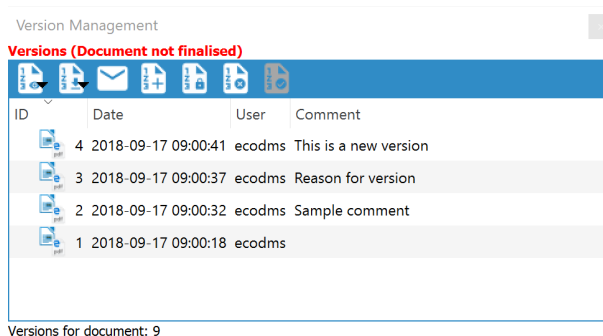 Version Management
Versions (Document not finalised)
ID Date User Comment
4 2018-09-17 09:00:41 ecodms This is a new version
3 2018-09-17 09:00:37 ecodms Reason for version
2 2018-09-17 09:00:32 ecodms Sample comment
1 2018-09-17 09:00:18 ecodms
Versions for document: 9